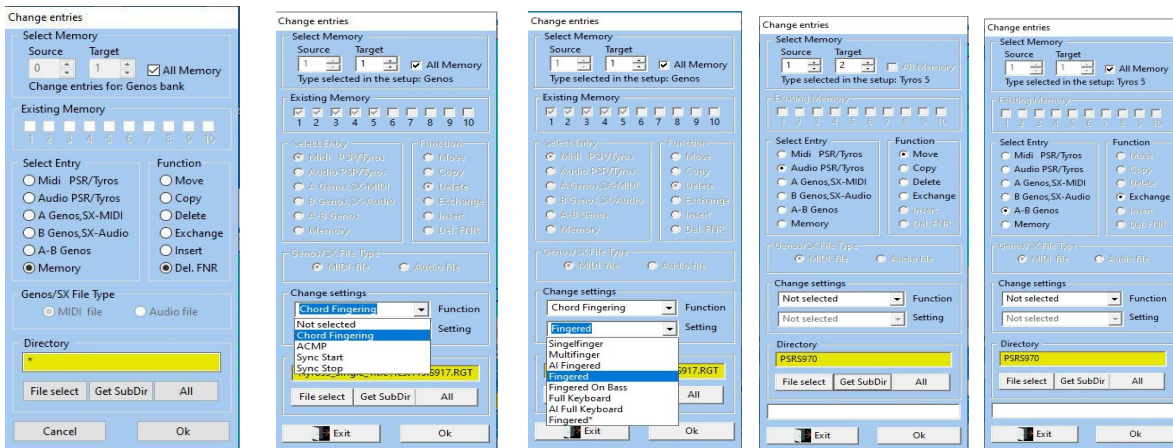 Change entries
Select Memory
Source Target
0 1 All Memory
Change entries for: Genos bank
Existing Memory
1 2 3 4 5 6 7 8 9 10
Select Entry Function
Midi PSR/Tyros Move
Audio PSR/Tyros Copy
A Genos,SX-MIDI Delete
B Genos,SX-Audio Exchange
A-B Genos Insert
Memory Del. FNR
Genos/SX File Type
MIDI file Audio file
Directory
*
File select Get SubDir All
Cancel Ok
Change entries
Select Memory
Source Target
1 1 All Memory
Type selected in the setup: Genos
Existing Memory
1 2 3 4 5 6 7 8 9 10
Select Entry Function
Midi PSR/Tyros Move
Audio PSR/Tyros Copy
A Genos,SX-MIDI Delete
B Genos,SX-Audio Exchange
A-B Genos Insert
Memory Del. FNR
Genos/SX File Type
MIDI file Audio file
Change settings
Chord Fingering Function
Not selected
Chord Fingering Setting
ACMP
Sync Start
Sync Stop
File select Get SubDir All
Exit Ok
Change entries
Select Memory
Source Target
1 1 All Memory
Type selected in the setup: Genos
Existing Memory
1 2 3 4 5 6 7 8 9 10
Select Entry Function
Midi PSR/Tyros Move
Audio PSR/Tyros Copy
A Genos,SX-MIDI Delete
B Genos,SX-Audio Exchange
A-B Genos Insert
Memory Del. FNR
Genos/SX File Type
MIDI file Audio file
Change settings
Chord Fingering Function
Fingered Setting
Singelfinger
Multifinger
AI Fingered
Fingered
Fingered On Bass
Full Keyboard
AI Full Keyboard
Fingered*
All
Exit Ok
Change entries
Select Memory
Source Target
1 2 All Memory
Type selected in the setup: Tyros 5
Existing Memory
1 2 3 4 5 6 7 8 9 10
Select Entry Function
Midi PSR/Tyros Move
Audio PSR/Tyros Copy
A Genos,SX-MIDI Delete
B Genos,SX-Audio Exchange
A-B Genos Insert
Memory Del. FNR
Genos/SX File Type
MIDI file Audio file
Change settings
Not selected Function
Not selected Setting
Directory
PSRS970
File select Get SubDir All
Exit Ok
Change entries
Select Memory
Source Target
1 1 All Memory
Type selected in the setup: Tyros 5
Existing Memory
1 2 3 4 5 6 7 8 9 10
Select Entry Function
Midi PSR/Tyros Move
Audio PSR/Tyros Copy
A Genos,SX-MIDI Delete
B Genos,SX-Audio Exchange
A-B Genos Insert
Memory Del. FNR
Genos/SX File Type
MIDI file Audio file
Change settings
Not selected Function
Not selected Setting
Directory
PSRS970
File select Get SubDir All
Exit Ok